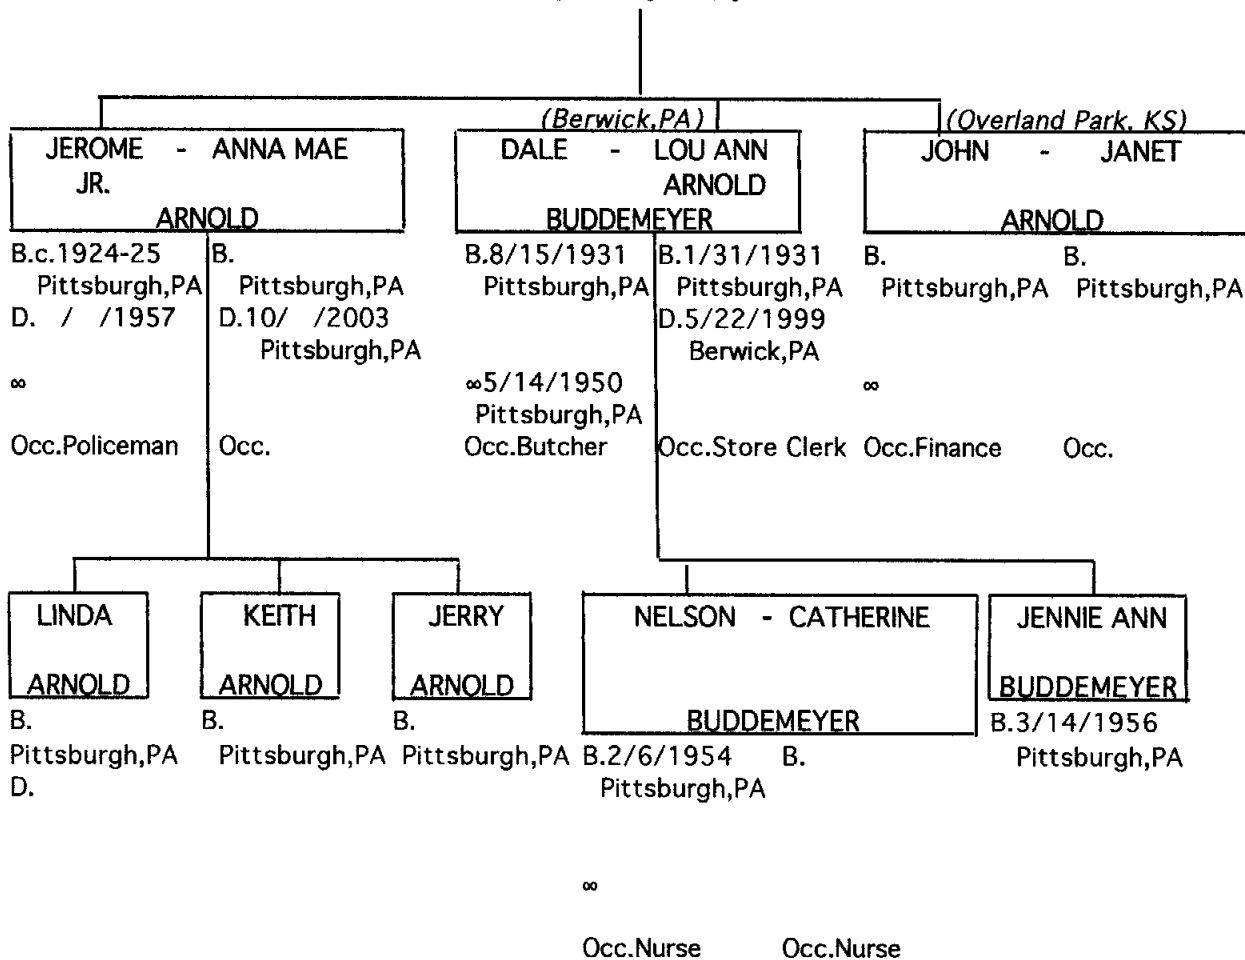 (Berwick,PA) (Overland Park, KS)
JEROME - ANNA MAE DALE - LOU ANN JOHN - JANET
JR. ARNOLD
ARNOLD BUDDEMEYER ARNOLD
B.c.1924-25 B. B.8/15/1931 B.1/31/1931 B. B.
Pittsburgh,PA Pittsburgh,PA Pittsburgh,PA Pittsburgh,PA Pittsburgh,PA Pittsburgh,PA
D. / /1957 D.10/ /2003 D.5/22/1999
Pittsburgh,PA Berwick,PA
∞ ∞5/14/1950 ∞
Pittsburgh,PA
Occ.Policeman Occ. Occ.Butcher Occ.Store Clerk Occ.Finance Occ.
LINDA KEITH JERRY NELSON - CATHERINE JENNIE ANN
ARNOLD ARNOLD ARNOLD BUDDEMEYER
B. B. B. BUDDEMEYER B.3/14/1956
Pittsburgh,PA Pittsburgh,PA Pittsburgh,PA B.2/6/1954 B. Pittsburgh,PA
D. Pittsburgh,PA
∞
Occ.Nurse Occ.Nurse